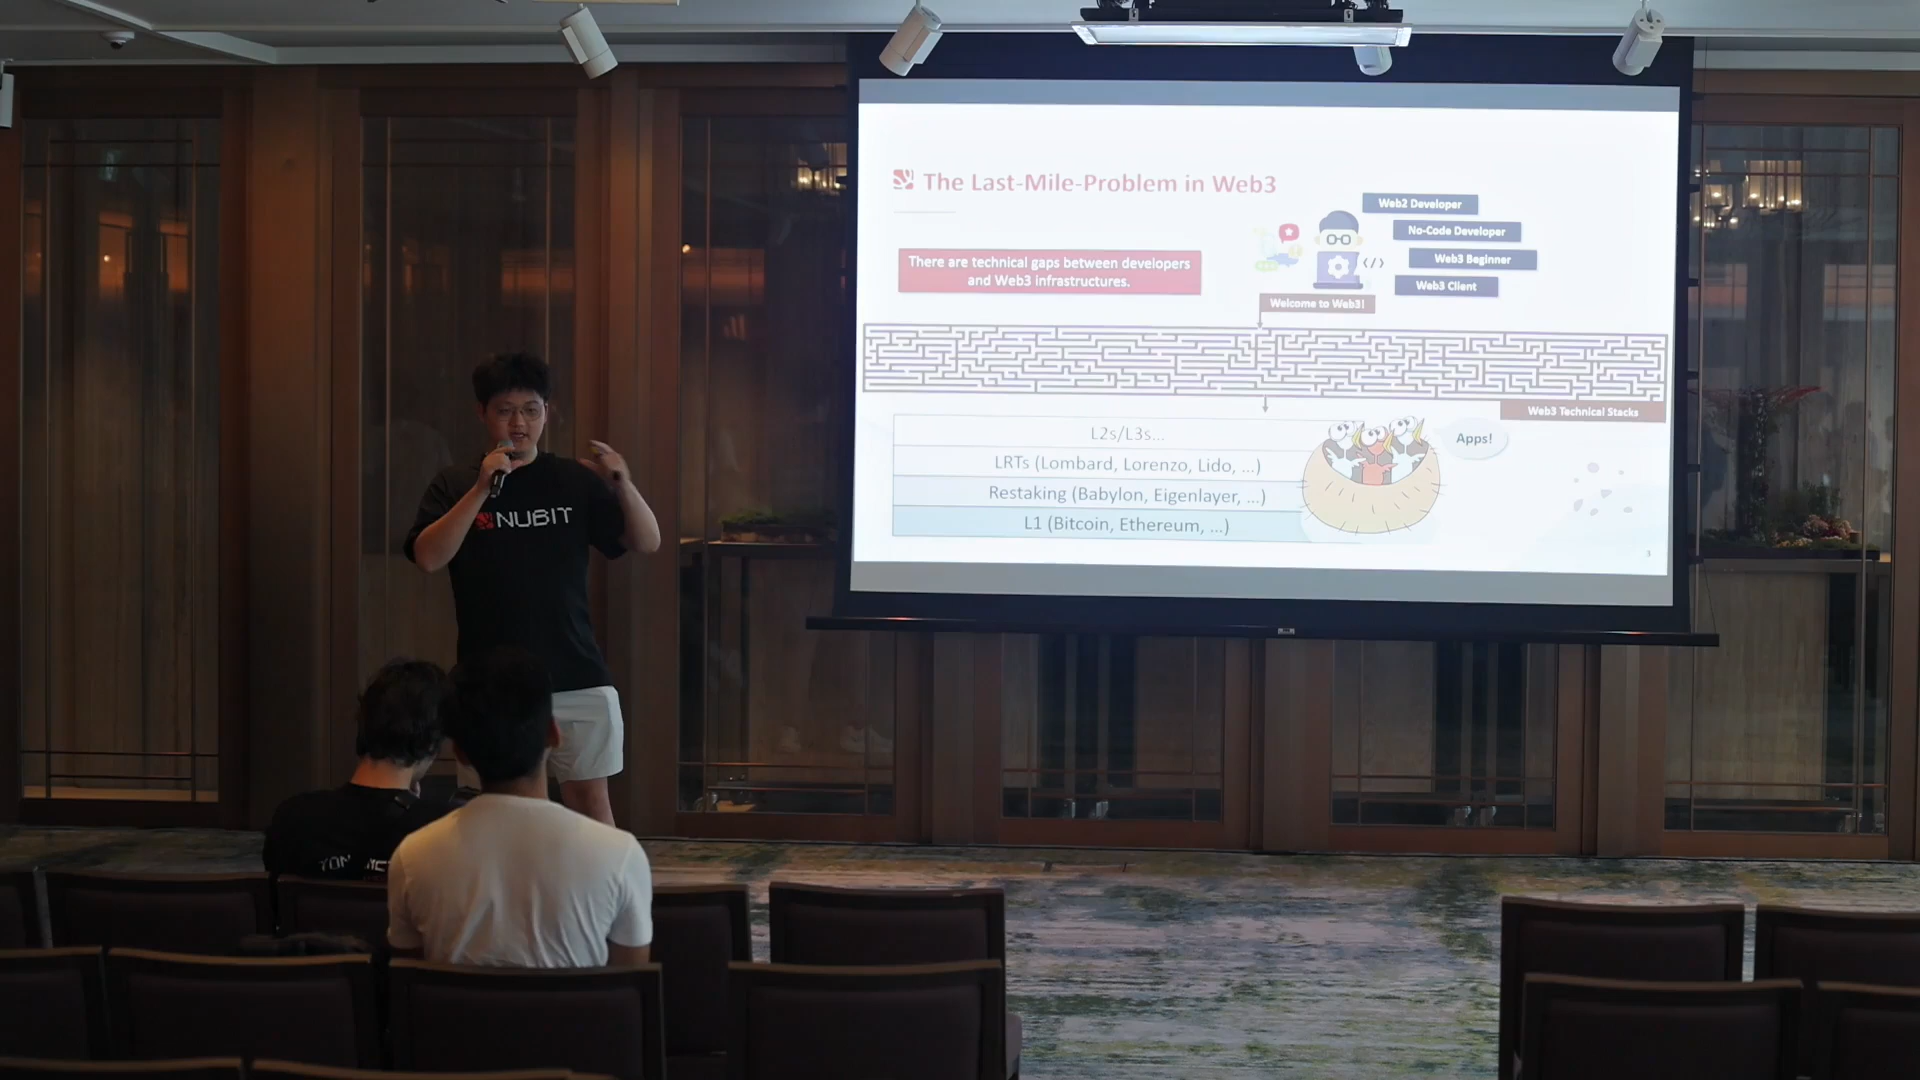 The Last-Mile-Problem in Web3
Web2 Developer
No-Code Developer
Web3 Beginner
Web3 Client
There are technical gaps between developers
and Web3 infrastructures.
</>
Welcome to Web3!
Web3 Technical Stacks
L2s/L3s...
LRTs (Lombard, Lorenzo, Lido, ...)
Restaking (Babylon, Eigenlayer, ...)
L1 (Bitcoin, Ethereum, ...)
Apps!
3
NUBIT